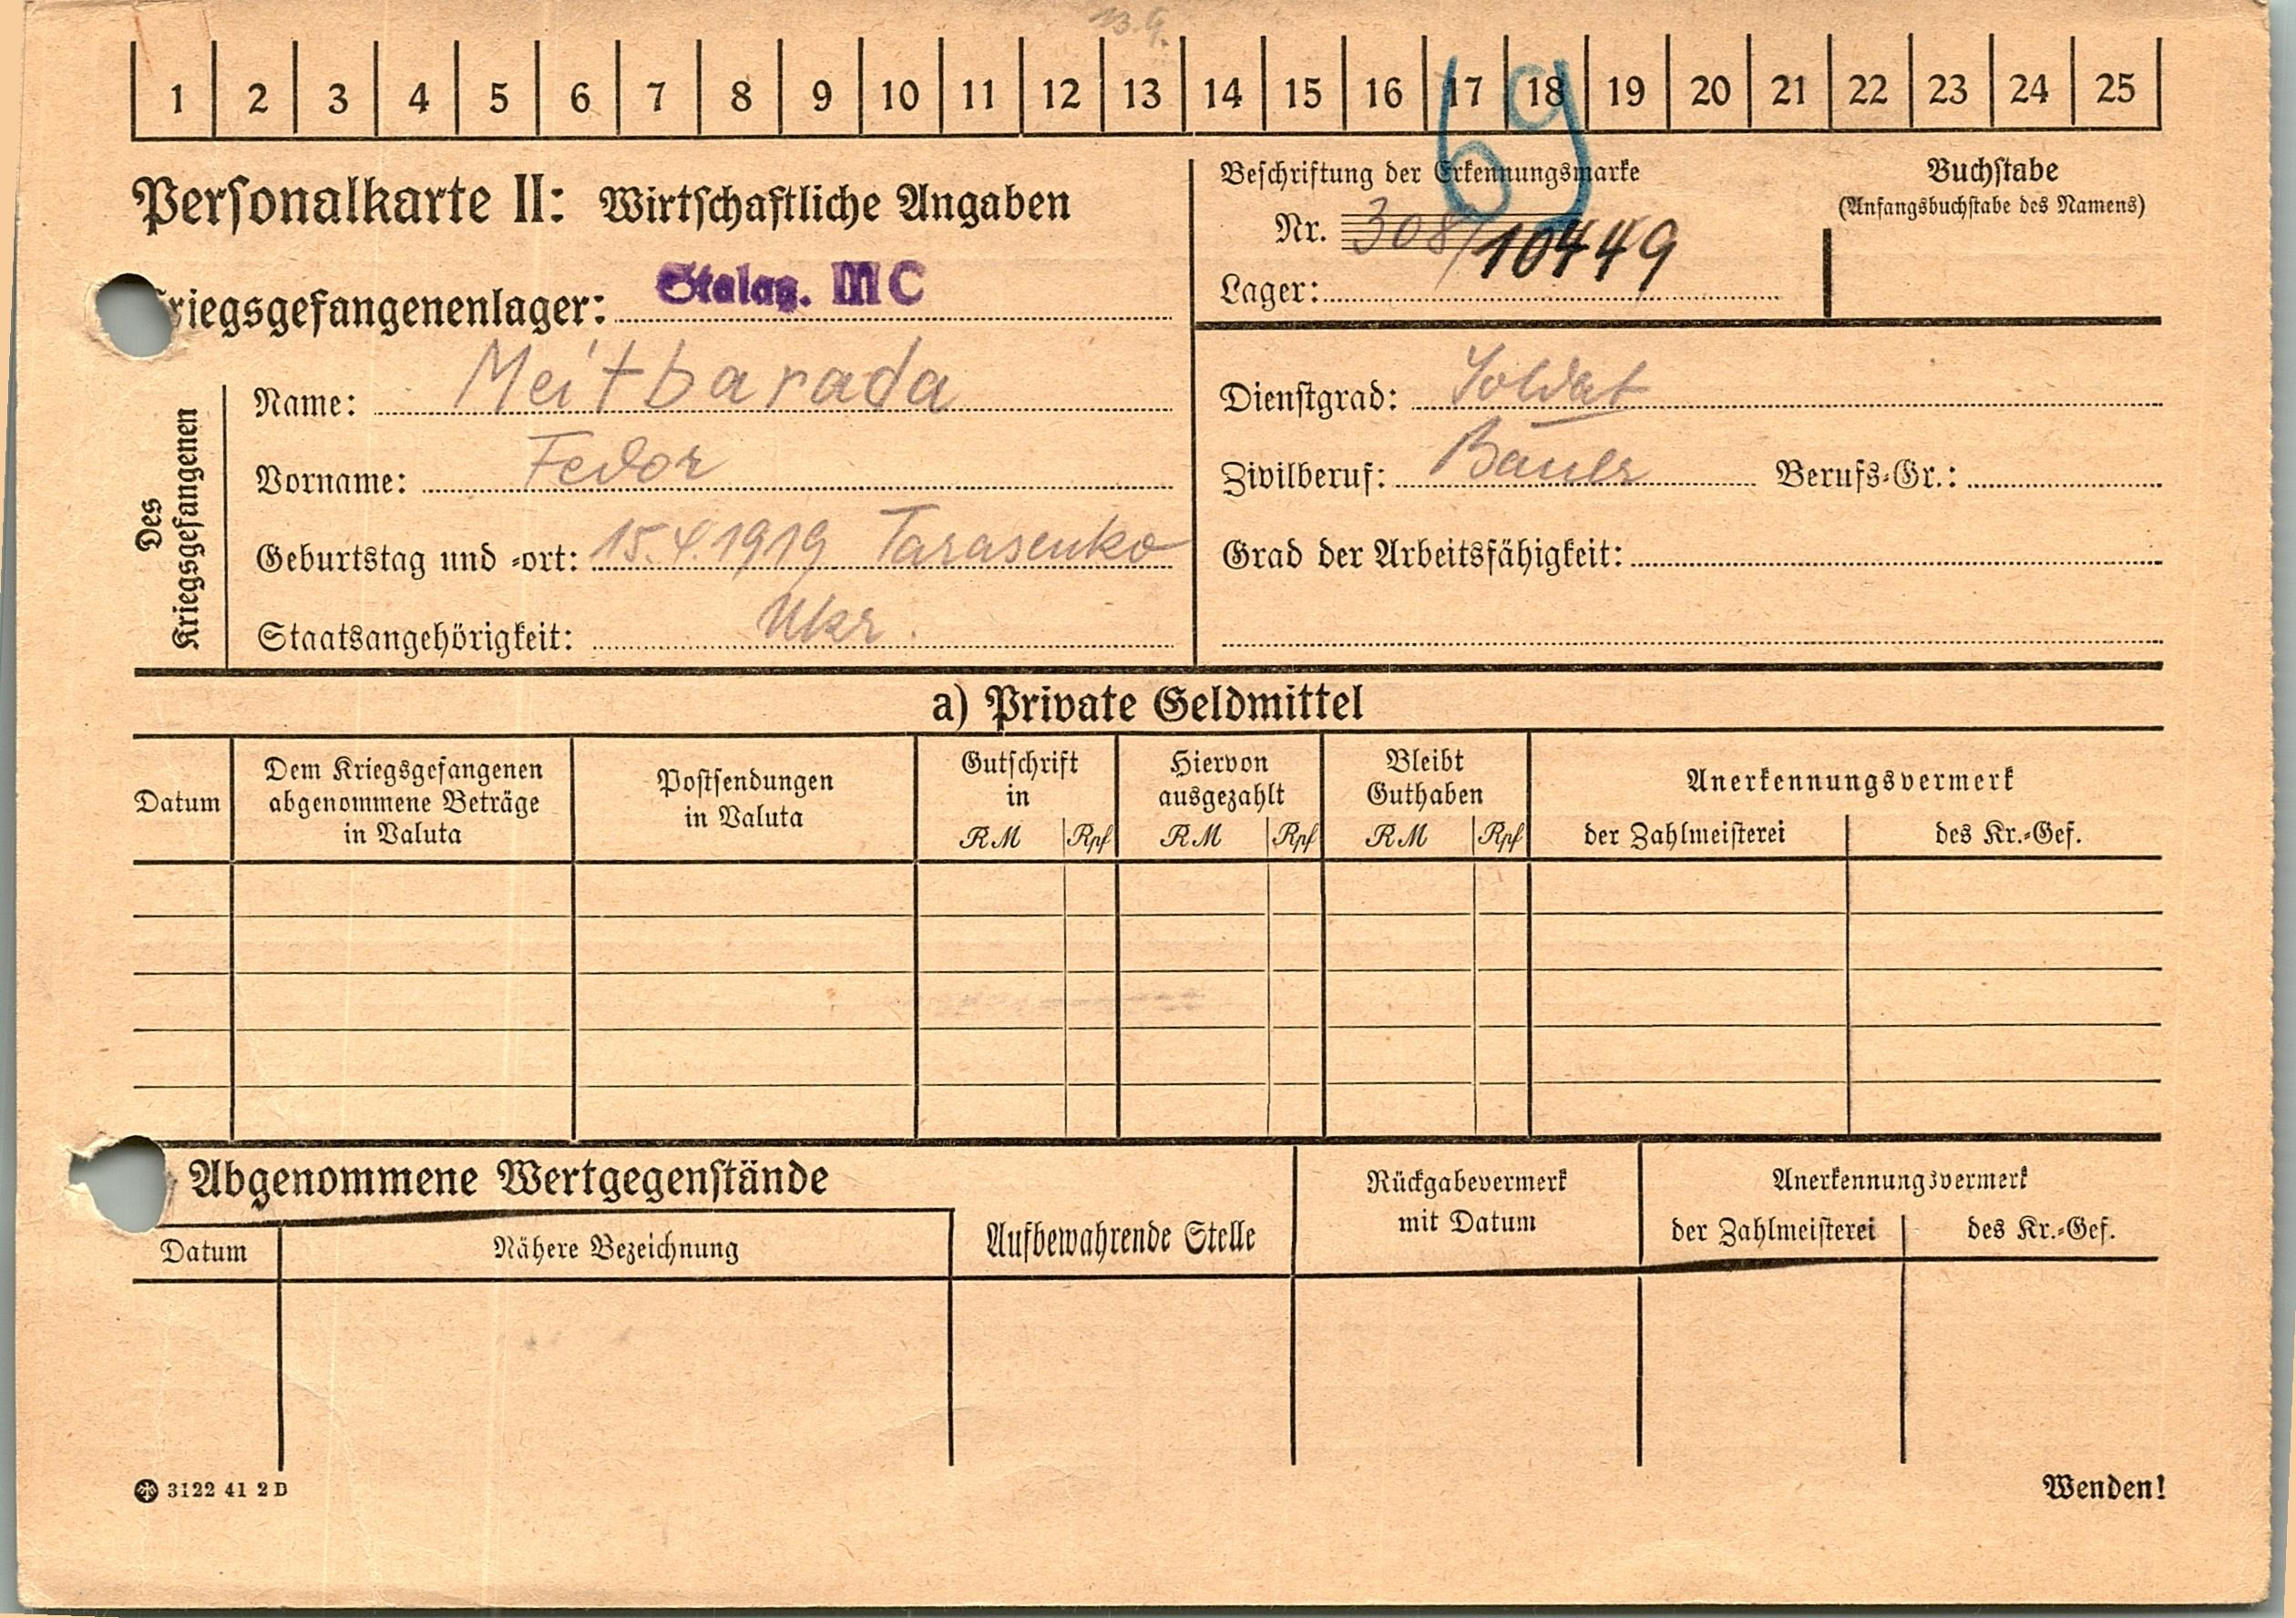 13.9.
1 2 3 4 5 6 7 8 9 10 11 12 13 14 15 16 17 18 19 20 21 22 23 24 25
69
Personalkarte II: Wirtschaftliche Angaben
Beschriftung der Erkennungsmarke
Nr. 308/10449
Lager:
Buchstabe
(Anfangsbuchstabe des Namens)
Kriegsgefangenenlager: Stalag. III C
Des Kriegsgefangenen
Name: Meitbarada
Vorname: Fedor
Geburtstag und -ort: 15.4.1919 Tarasenko
Staatsangehörigkeit: Ukr.
Dienstgrad: Soldat
Zivilberuf: Bauer Berufs-Gr.:
Grad der Arbeitsfähigkeit:
a) Private Geldmittel
Datum
Dem Kriegsgefangenen
abgenommene Beträge
in Valuta
Postsendungen
in Valuta
Gutschrift
in
RM Rpf
Hiervon
ausgezahlt
RM Rpf
Bleibt
Guthaben
RM Rpf
Anerkennungsvermerk
der Zahlmeisterei des Kr.-Gef.
Abgenommene Wertgegenstände
Datum Nähere Bezeichnung
Aufbewahrende Stelle
Rückgabevermerk
mit Datum
Anerkennungsvermerk
der Zahlmeisterei des Kr.-Gef.
3122 41 2 D
Wenden!